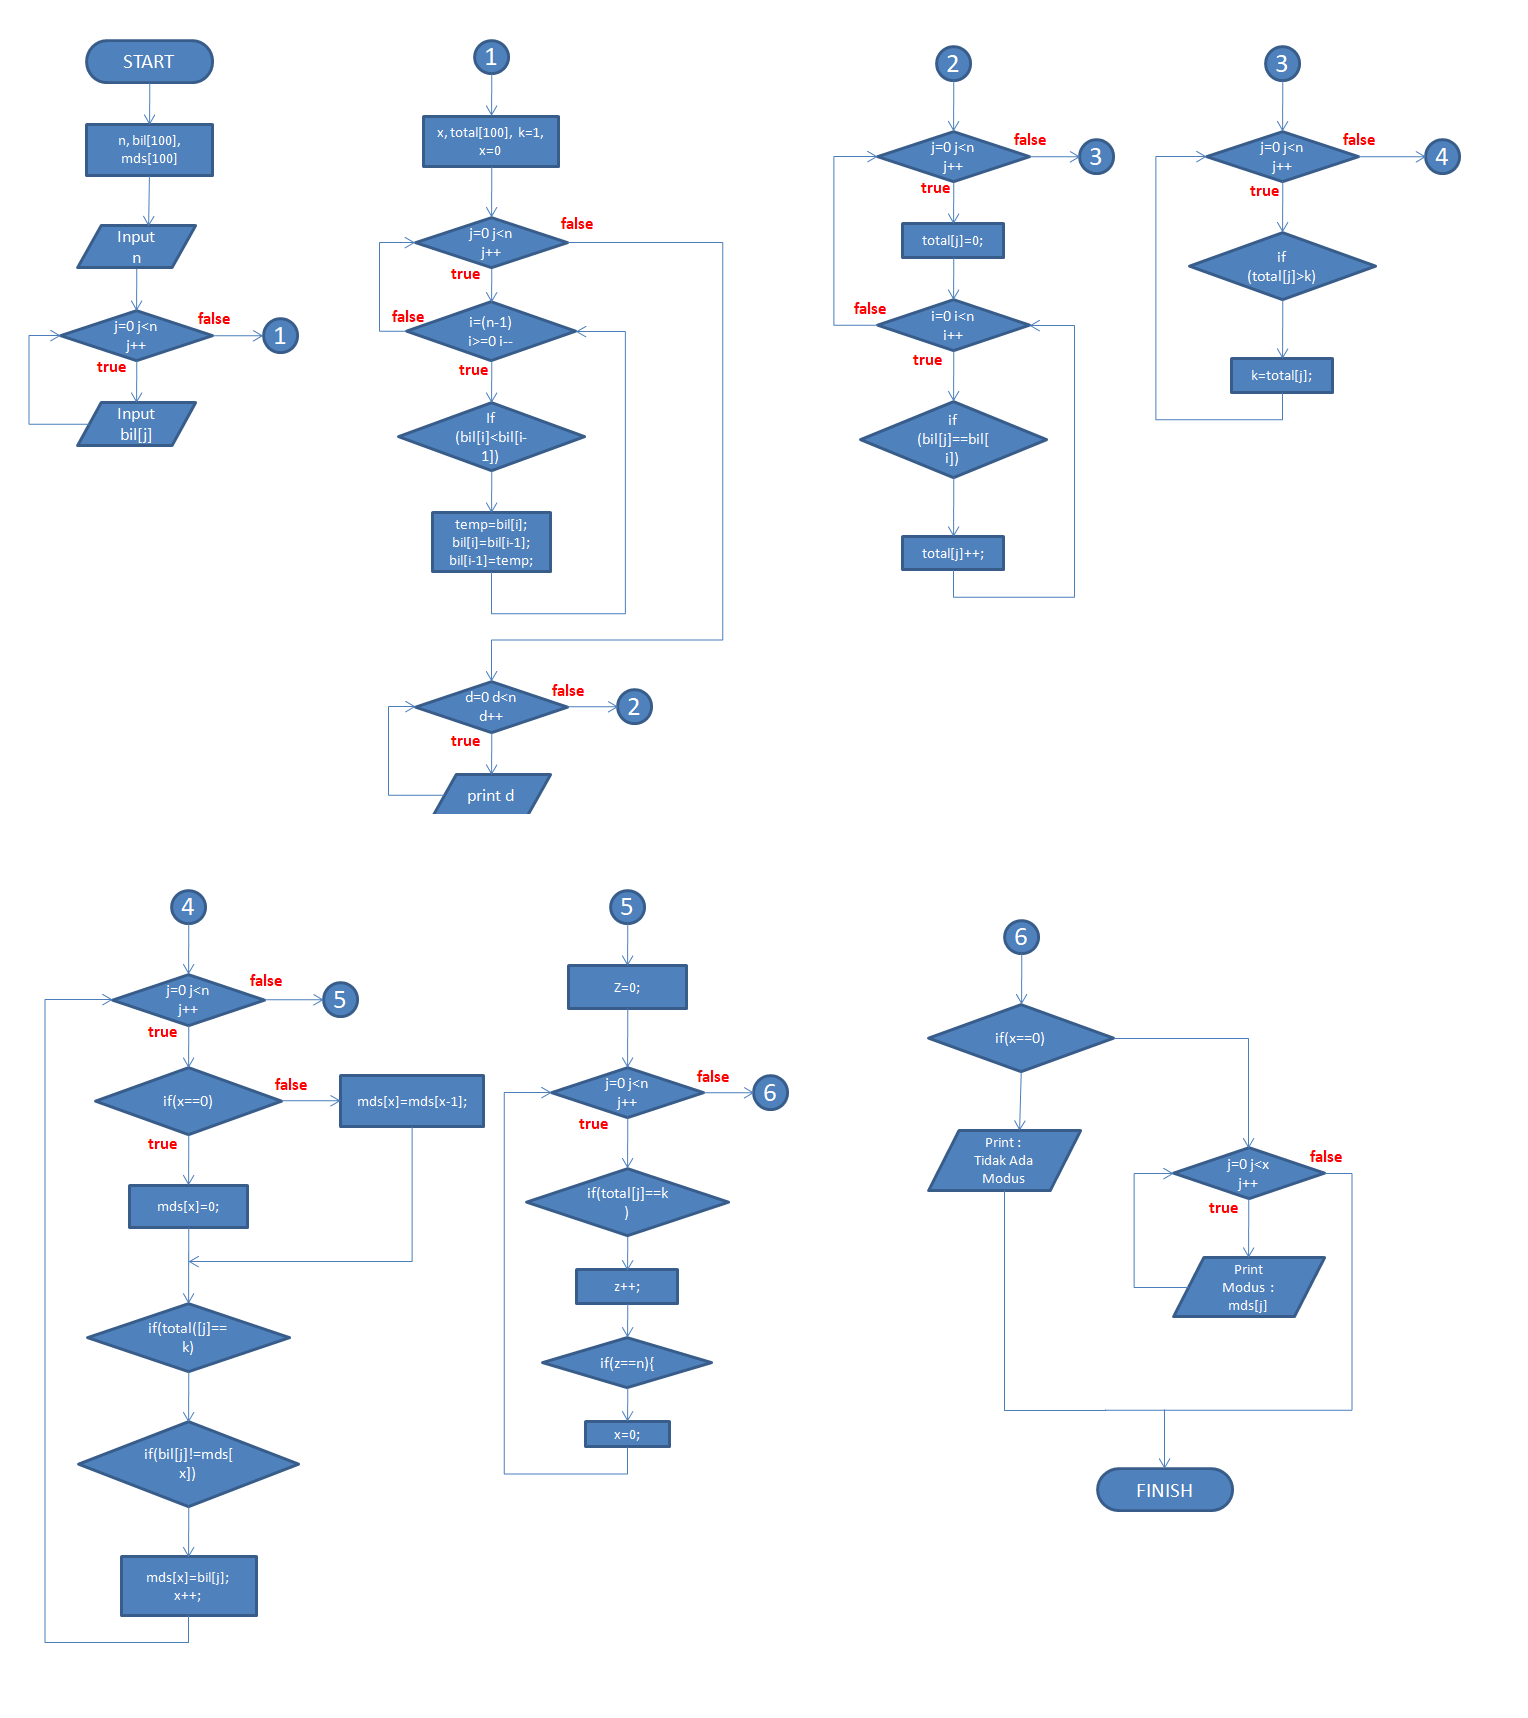 START
n, bil[100],
mds[100]
Input
n
j=0 j<n
j++
false
1
true
Input
bil[j]
1
x, total[100], k=1,
x=0
j=0 j<n
j++
false
true
i=(n-1)
i>=0 i--
false
true
If
(bil[i]<bil[i-
1])
temp=bil[i];
bil[i]=bil[i-1];
bil[i-1]=temp;
d=0 d<n
d++
false
2
true
print d
2
j=0 j<n
j++
false
3
true
total[j]=0;
i=0 i<n
i++
false
true
if
(bil[j]==bil[
i])
total[j]++;
3
j=0 j<n
j++
false
4
true
if
(total[j]>k)
k=total[j];
4
j=0 j<n
j++
false
5
true
if(x==0)
false
mds[x]=mds[x-1];
true
mds[x]=0;
if(total([j]==
k)
if(bil[j]!=mds[
x])
mds[x]=bil[j];
x++;
5
Z=0;
j=0 j<n
j++
false
6
true
if(total[j]==k
)
z++;
if(z==n){
x=0;
6
if(x==0)
Print :
Tidak Ada
Modus
j=0 j<x
j++
false
true
Print
Modus :
mds[j]
FINISH